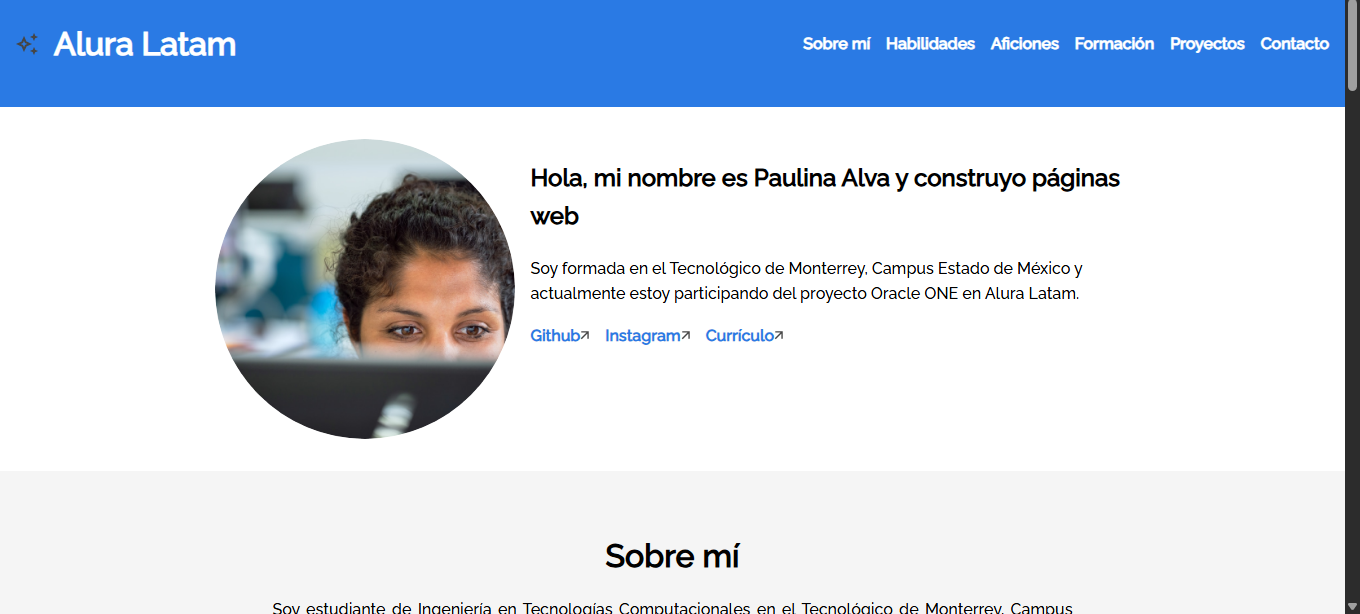 Alura Latam
Sobre mí Habilidades Aficiones Formación Proyectos Contacto
Hola, mi nombre es Paulina Alva y construyo páginas
web
Soy formada en el Tecnológico de Monterrey, Campus Estado de México y
actualmente estoy participando del proyecto Oracle ONE en Alura Latam.
Github Instagram Currículo
Sobre mí
Soy estudiante de Ingeniería en Tecnologías Computacionales en el Tecnológico de Monterrey, Campus